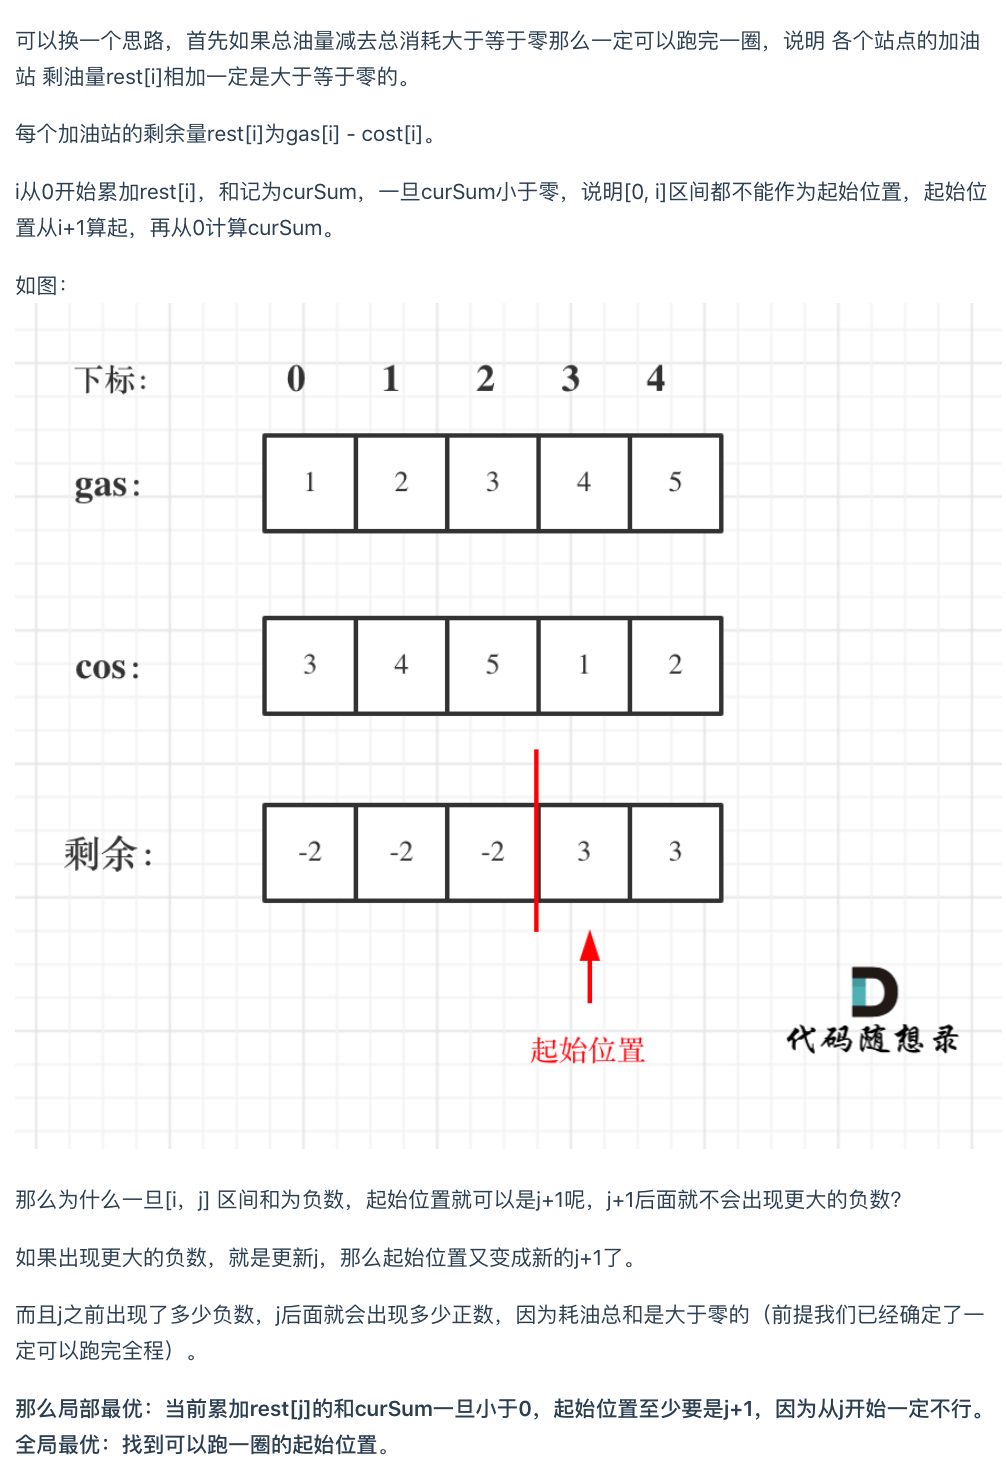 可以换一个思路，首先如果总油量减去总消耗大于等于零那么一定可以跑完一圈，说明 各个站点的加油
站 剩油量rest[i]相加一定是大于等于零的。
每个加油站的剩余量rest[i]为gas[i] - cost[i]。
i从0开始累加rest[i]，和记为curSum，一旦curSum小于零，说明[0, i]区间都不能作为起始位置，起始位
置从i+1算起，再从0计算curSum。
如图：
下标： 0 1 2 3 4
gas： 1 2 3 4 5
cos： 3 4 5 1 2
剩余： -2 -2 -2 3 3
起始位置
代码随想录
那么为什么一旦[i，j] 区间和为负数，起始位置就可以是j+1呢，j+1后面就不会出现更大的负数？
如果出现更大的负数，就是更新j，那么起始位置又变成新的j+1了。
而且j之前出现了多少负数，j后面就会出现多少正数，因为耗油总和是大于零的（前提我们已经确定了一
定可以跑完全程）。
那么局部最优：当前累加rest[j]的和curSum一旦小于0，起始位置至少要是j+1，因为从j开始一定不行。
全局最优：找到可以跑一圈的起始位置。